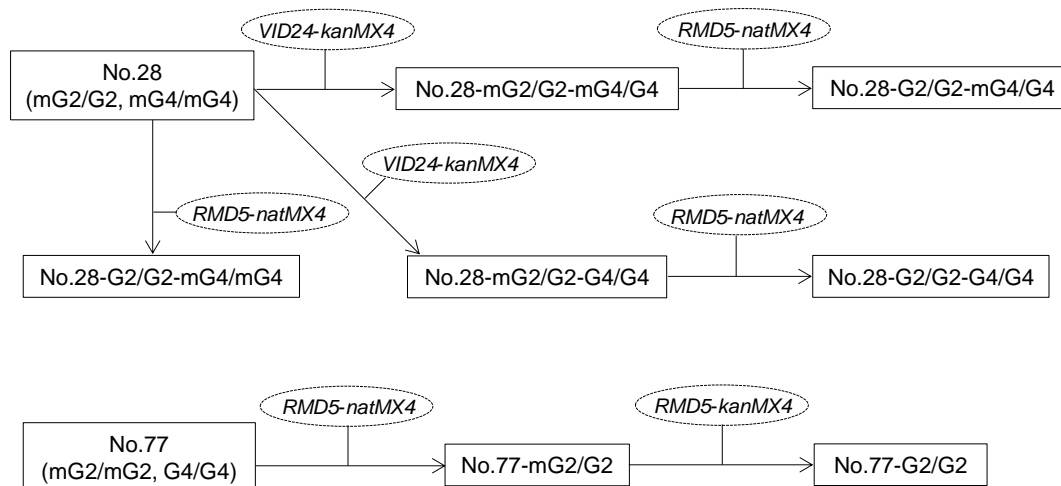 VID24-kanMX4
RMD5-natMX4
No.28
(mG2/G2, mG4/mG4)
No.28-mG2/G2-mG4/G4
No.28-G2/G2-mG4/G4
VID24-kanMX4
RMD5-natMX4
RMD5-natMX4
No.28-G2/G2-mG4/mG4
No.28-mG2/G2-G4/G4
No.28-G2/G2-G4/G4
RMD5-natMX4
RMD5-kanMX4
No.77
(mG2/mG2, G4/G4)
No.77-mG2/G2
No.77-G2/G2